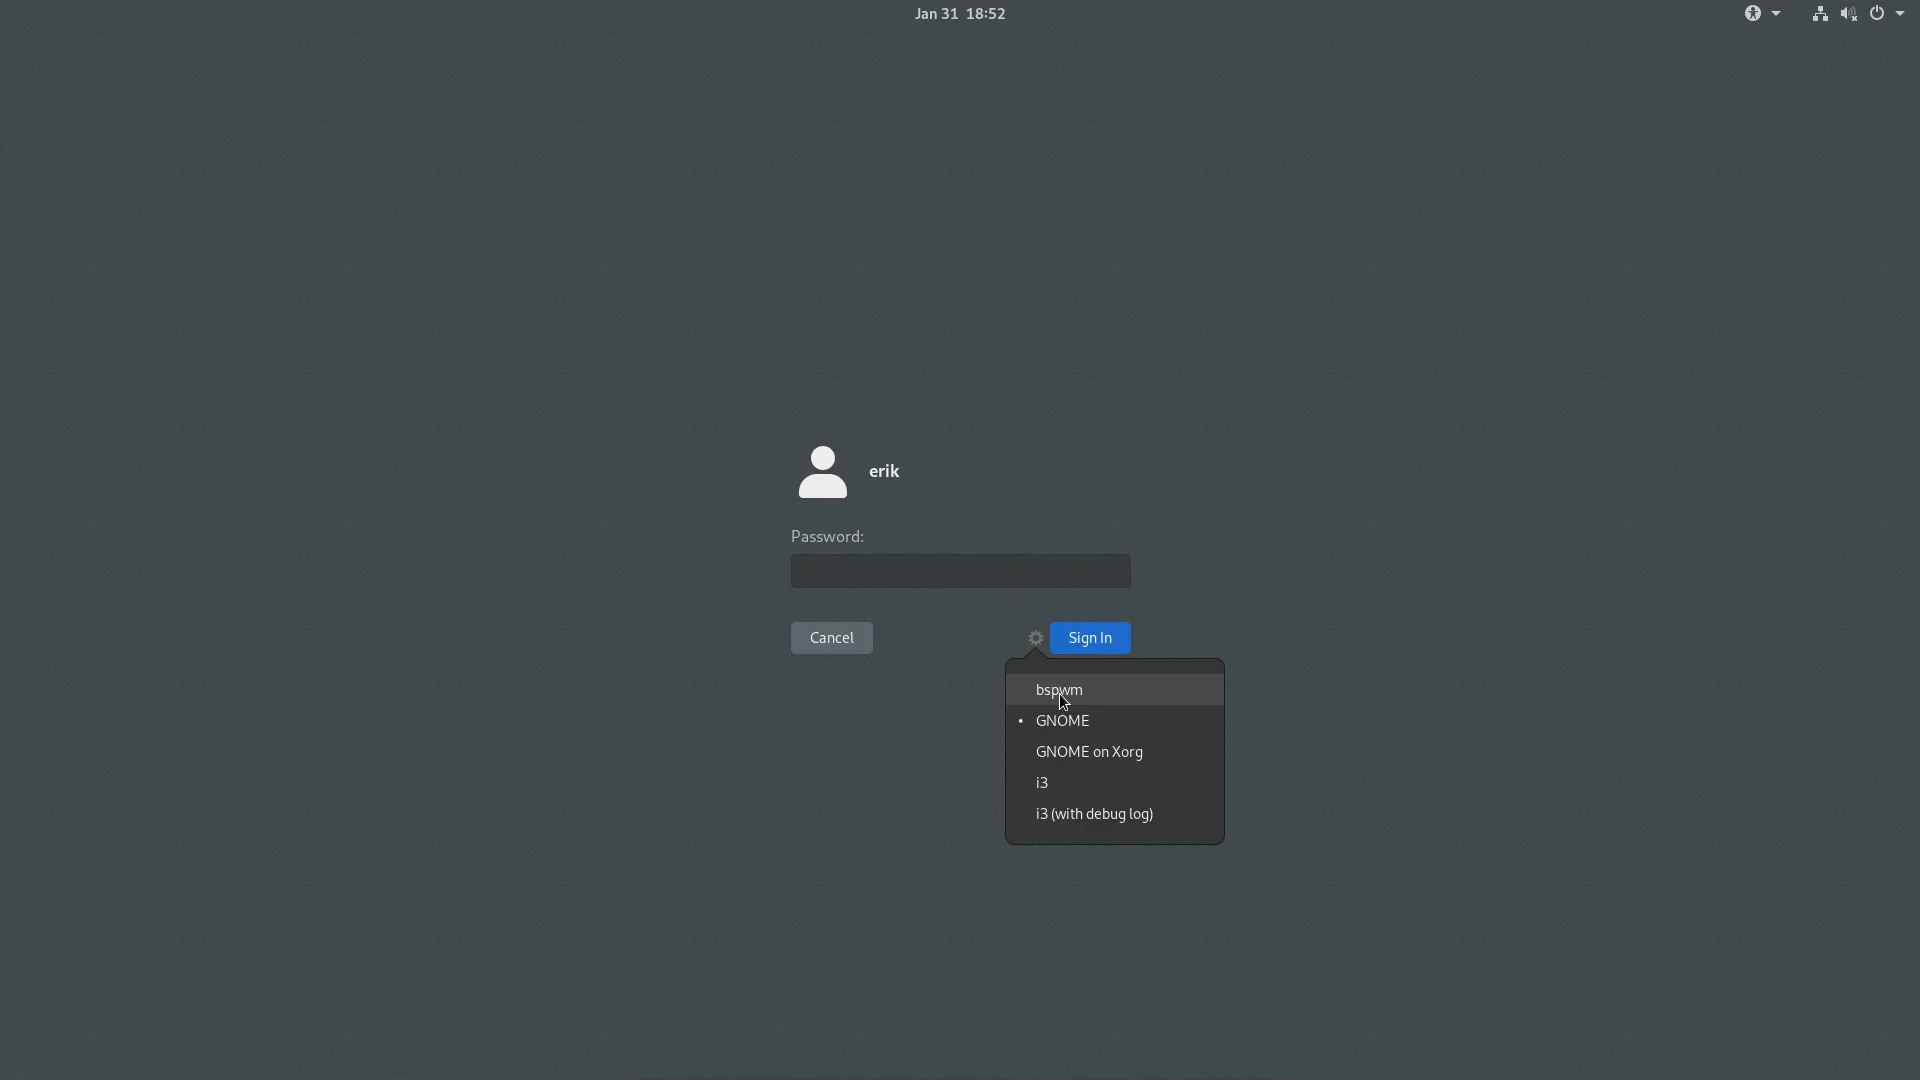 Jan 31 18:52
erik
Password:
Cancel
Sign In
bspwm
• GNOME
GNOME on Xorg
i3
i3 (with debug log)